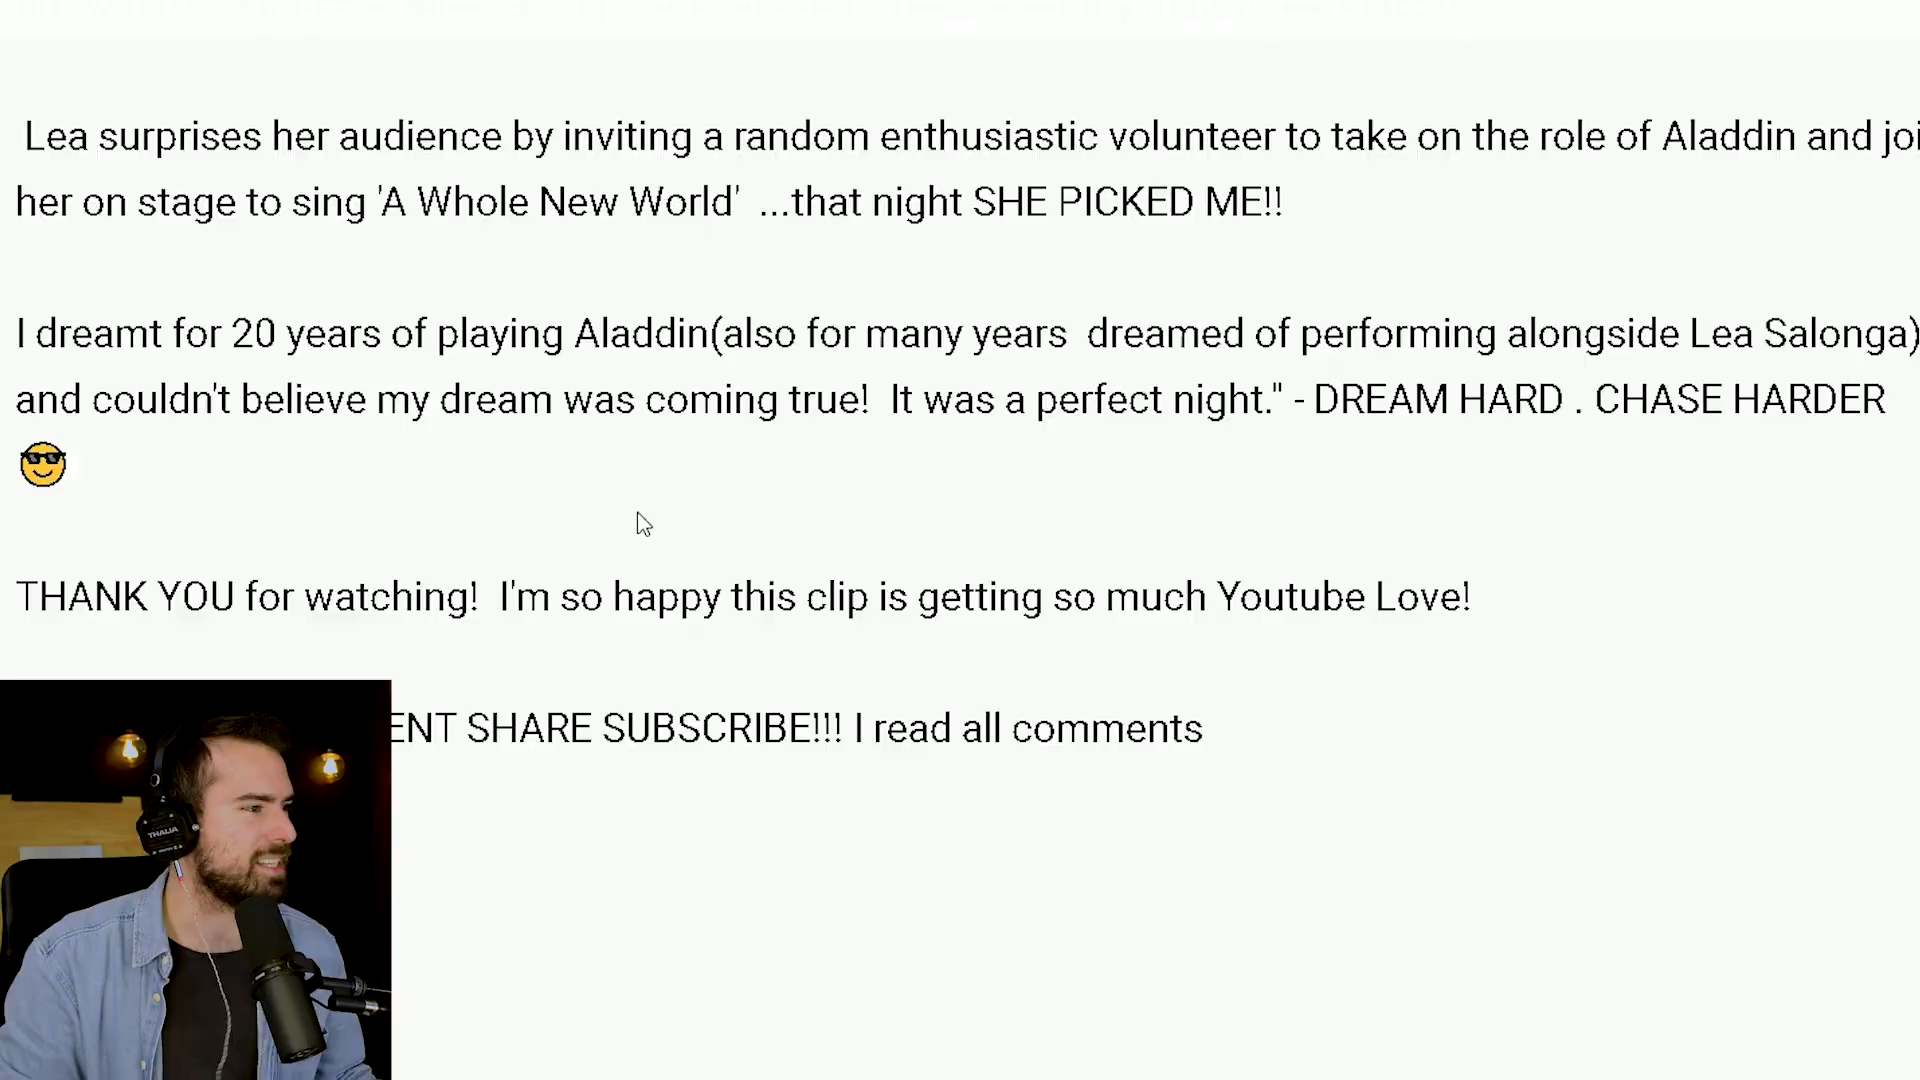 Lea surprises her audience by inviting a random enthusiastic volunteer to take on the role of Aladdin and joi
her on stage to sing 'A Whole New World' ...that night SHE PICKED ME!!
I dreamt for 20 years of playing Aladdin(also for many years dreamed of performing alongside Lea Salonga)
and couldn't believe my dream was coming true! It was a perfect night." - DREAM HARD . CHASE HARDER
😎
THANK YOU for watching! I'm so happy this clip is getting so much Youtube Love!
ENT SHARE SUBSCRIBE!!! I read all comments
THALIA